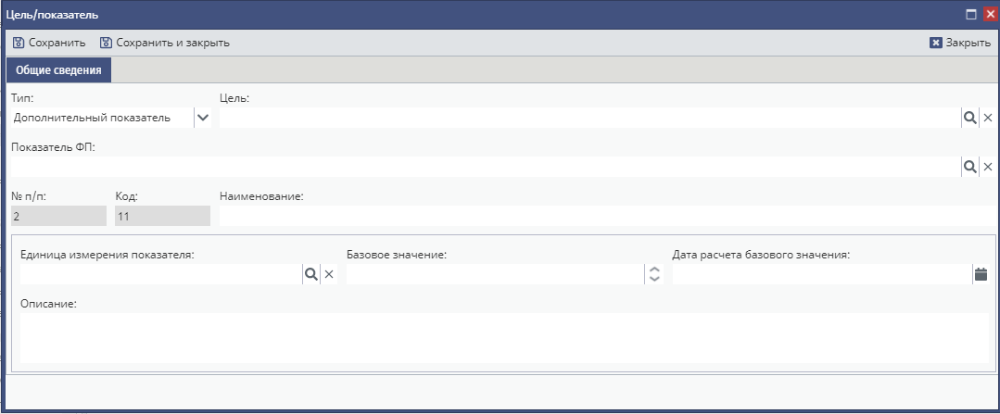 Цель/показатель
Сохранить Сохранить и закрыть Закрыть
Общие сведения
Тип: Цель:
Дополнительный показатель
Показатель ФП:
№ п/п: Код: Наименование:
2 11
Единица измерения показателя: Базовое значение: Дата расчета базового значения:
Описание: